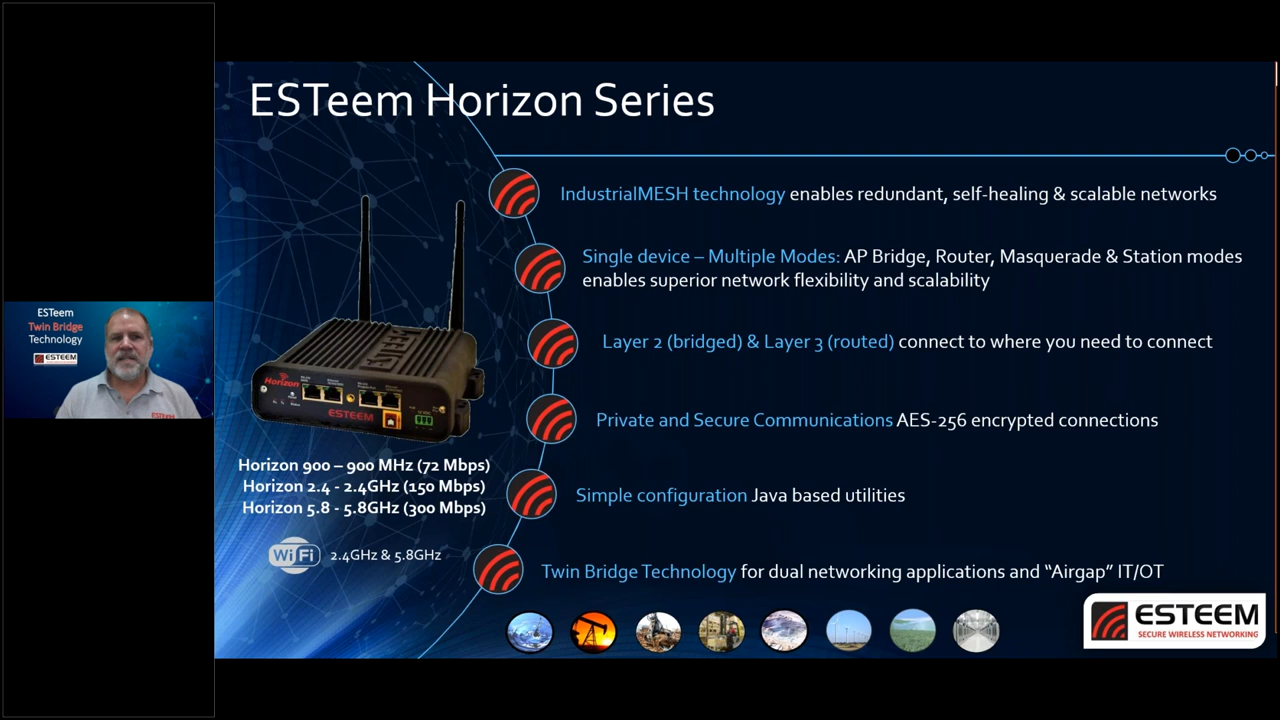 ESTeem Horizon Series
IndustrialMESH technology enables redundant, self-healing & scalable networks
Single device – Multiple Modes: AP Bridge, Router, Masquerade & Station modes
enables superior network flexibility and scalability
Layer 2 (bridged) & Layer 3 (routed) connect to where you need to connect
Private and Secure Communications AES-256 encrypted connections
Simple configuration Java based utilities
Twin Bridge Technology for dual networking applications and “Airgap” IT/OT
ESTeem
Twin Bridge
Technology
ESTEEM
ESTEEM
Horizon
ESTEEM
Horizon 900 – 900 MHz (72 Mbps)
Horizon 2.4 - 2.4GHz (150 Mbps)
Horizon 5.8 - 5.8GHz (300 Mbps)
WiFi 2.4GHz & 5.8GHz
ESTEEM
SECURE WIRELESS NETWORKING